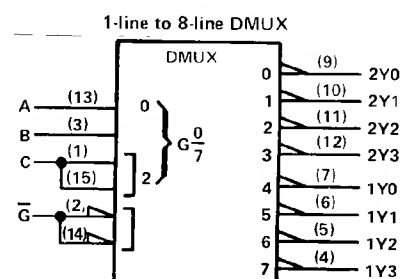 1-line to 8-line DMUX
DMUX
0 (9) 2Y0
1 (10) 2Y1
A (13) 0
2 (11) 2Y2
B (3) G 0/7
3 (12) 2Y3
C (1)
(15) 2
4 (7) 1Y0
G̅ (2,
5 (6) 1Y1
(14)
6 (5) 1Y2
7 (4) 1Y3